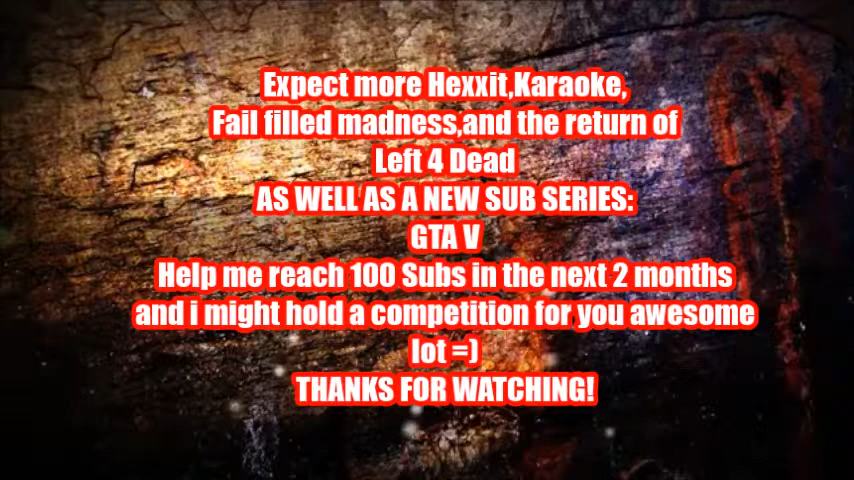 Expect more Hexxit,Karaoke,
Fail filled madness,and the return of
Left 4 Dead
AS WELL AS A NEW SUB SERIES:
GTA V
Help me reach 100 Subs in the next 2 months
and i might hold a competition for you awesome
lot =)
THANKS FOR WATCHING!